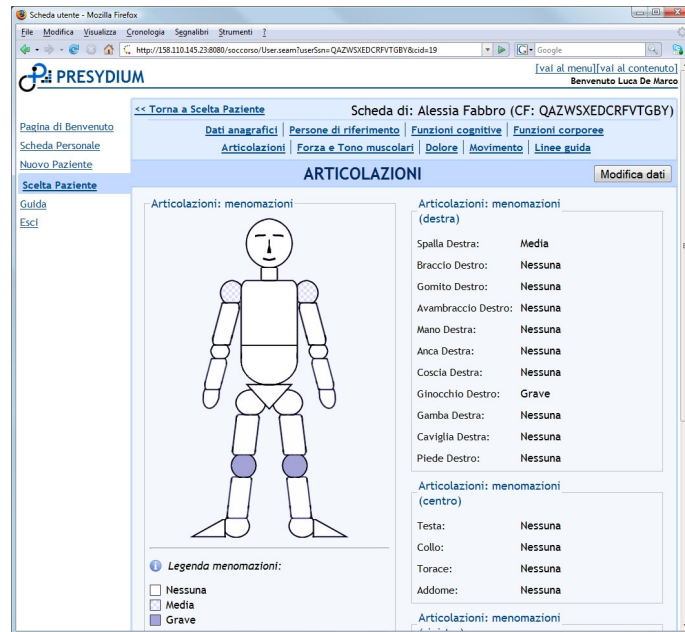 Scheda utente - Mozilla Firefox
File Modifica Visualizza Cronologia Segnalibri Strumenti ?
http://158.110.145.23:8080/soccorso/User.seam?userSsn=QAZWSXEDCRFVTGBY&cid=19
Google
PRESYDIUM
[vai al menu][vai al contenuto]
Benvenuto Luca De Marco
Pagina di Benvenuto
Scheda Personale
Nuovo Paziente
Scelta Paziente
Guida
Esci
<< Torna a Scelta Paziente
Scheda di: Alessia Fabbro (CF: QAZWSXEDCRFVTGBY)
Dati anagrafici | Persone di riferimento | Funzioni cognitive | Funzioni corporee
Articolazioni | Forza e Tono muscolari | Dolore | Movimento | Linee guida
ARTICOLAZIONI
Modifica dati
Articolazioni: menomazioni
Legenda menomazioni:
Nessuna
Media
Grave
Articolazioni: menomazioni
(destra)
Spalla Destra: Media
Braccio Destro: Nessuna
Gomito Destro: Nessuna
Avambraccio Destro: Nessuna
Mano Destra: Nessuna
Anca Destra: Nessuna
Coscia Destra: Nessuna
Ginocchio Destro: Grave
Gamba Destra: Nessuna
Caviglia Destra: Nessuna
Piede Destro: Nessuna
Articolazioni: menomazioni
(centro)
Testa: Nessuna
Collo: Nessuna
Torace: Nessuna
Addome: Nessuna
Articolazioni: menomazioni